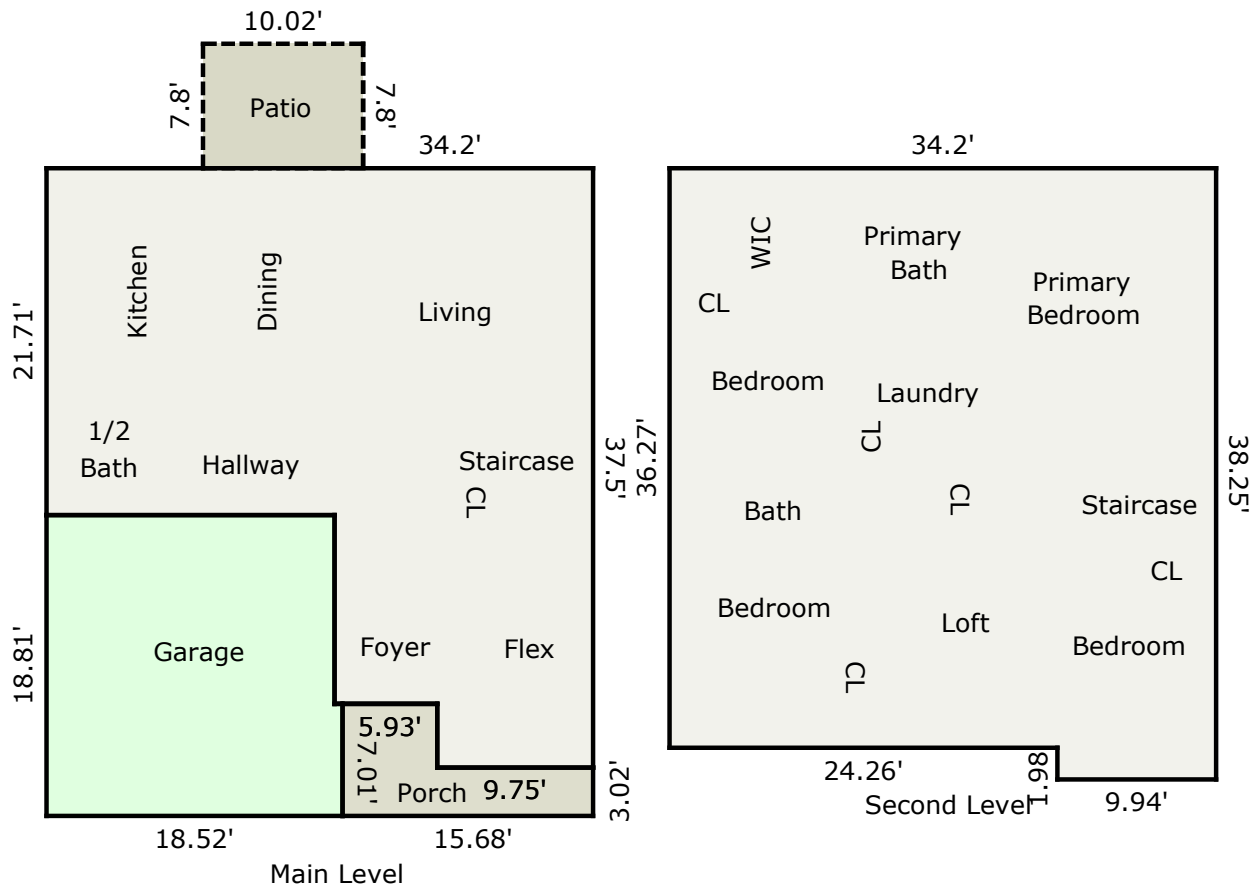 10.02'
7.8'
7.8'
Patio
34.2'
Kitchen
Dining
Living
21.71'
1/2
Bath
Hallway
Staircase
CL
37.5'
Garage
18.81'
Foyer
Flex
5.93'
7.01'
Porch
9.75'
3.02'
18.52'
15.68'
Main Level
34.2'
WIC
Primary
Bath
Primary
Bedroom
CL
Bedroom
Laundry
CL
36.27'
38.25'
Bath
CL
Staircase
CL
Bedroom
Loft
Bedroom
CL
24.26'
1.98'
9.94'
Second Level